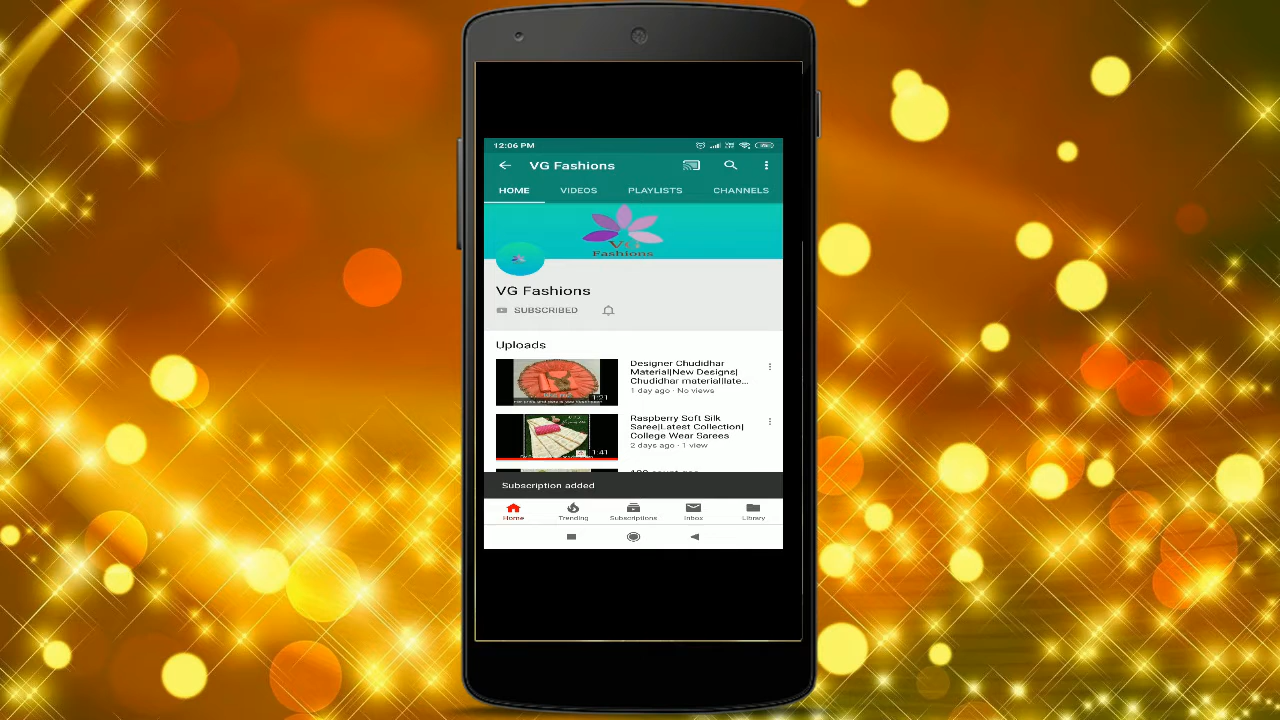 12:06 PM
VG Fashions
HOME VIDEOS PLAYLISTS CHANNELS
VG
Fashions
VG Fashions
SUBSCRIBED
Uploads
Designer Chudidhar
Material|New Designs|
Chudidhar material|late...
1 day ago · No views
1:21
Raspberry Soft Silk
Saree|Latest Collection|
College Wear Sarees
2 days ago · 1 view
1:41
Subscription added
Home Trending Subscriptions Inbox Library